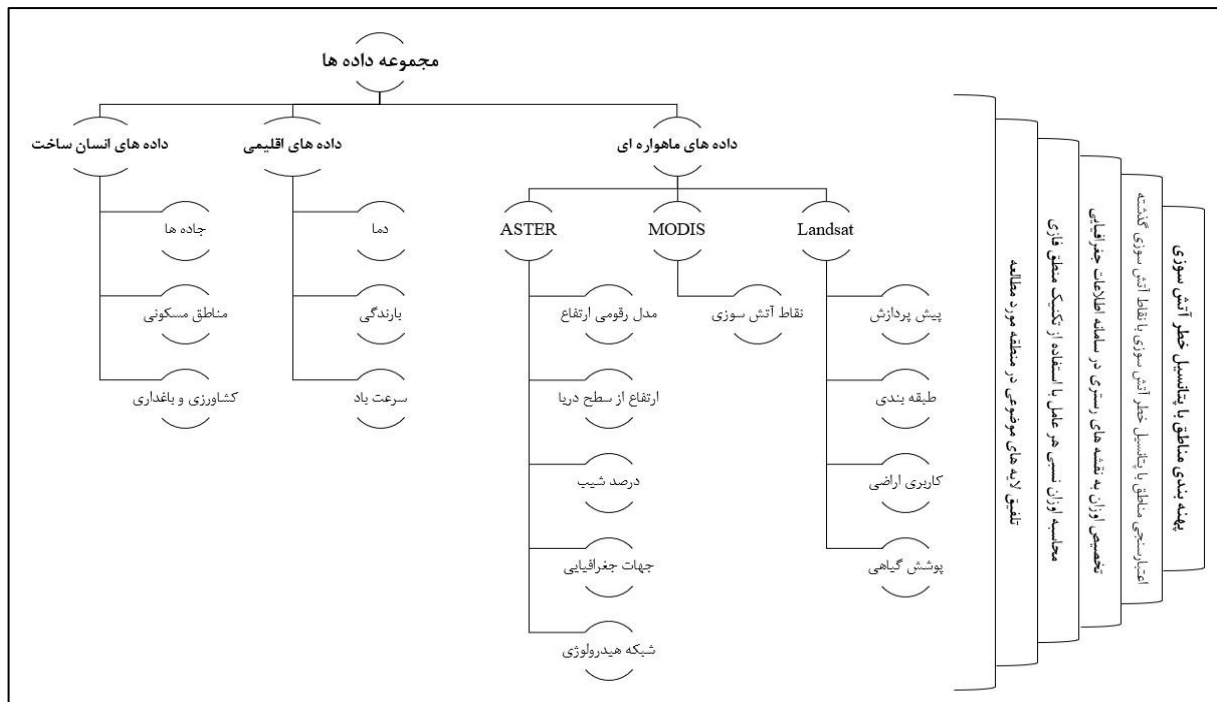 مجموعه داده ها
داده های ماهواره ای
داده های اقلیمی
داده های انسان ساخت
Landsat
MODIS
ASTER
پیش پردازش
طبقه بندی
کاربری اراضی
پوشش گیاهی
نقاط آتش سوزی
مدل رقومی ارتفاع
ارتفاع از سطح دریا
درصد شیب
جهات جغرافیایی
شبکه هیدرولوژی
دما
بارندگی
سرعت باد
جاده ها
مناطق مسکونی
کشاورزی و باغداری
تلفیق لایه های موضوعی در منطقه مورد مطالعه
محاسبه اوزان نسبی هر عامل با استفاده از تکنیک منطق فازی
تخصیص اوزان به نقشه های رستری در سامانه اطلاعات جغرافیایی
اعتبارسنجی مناطق با پتانسیل خطر آتش سوزی با نقاط آتش سوزی گذشته
پهنه بندی مناطق با پتانسیل خطر آتش سوزی